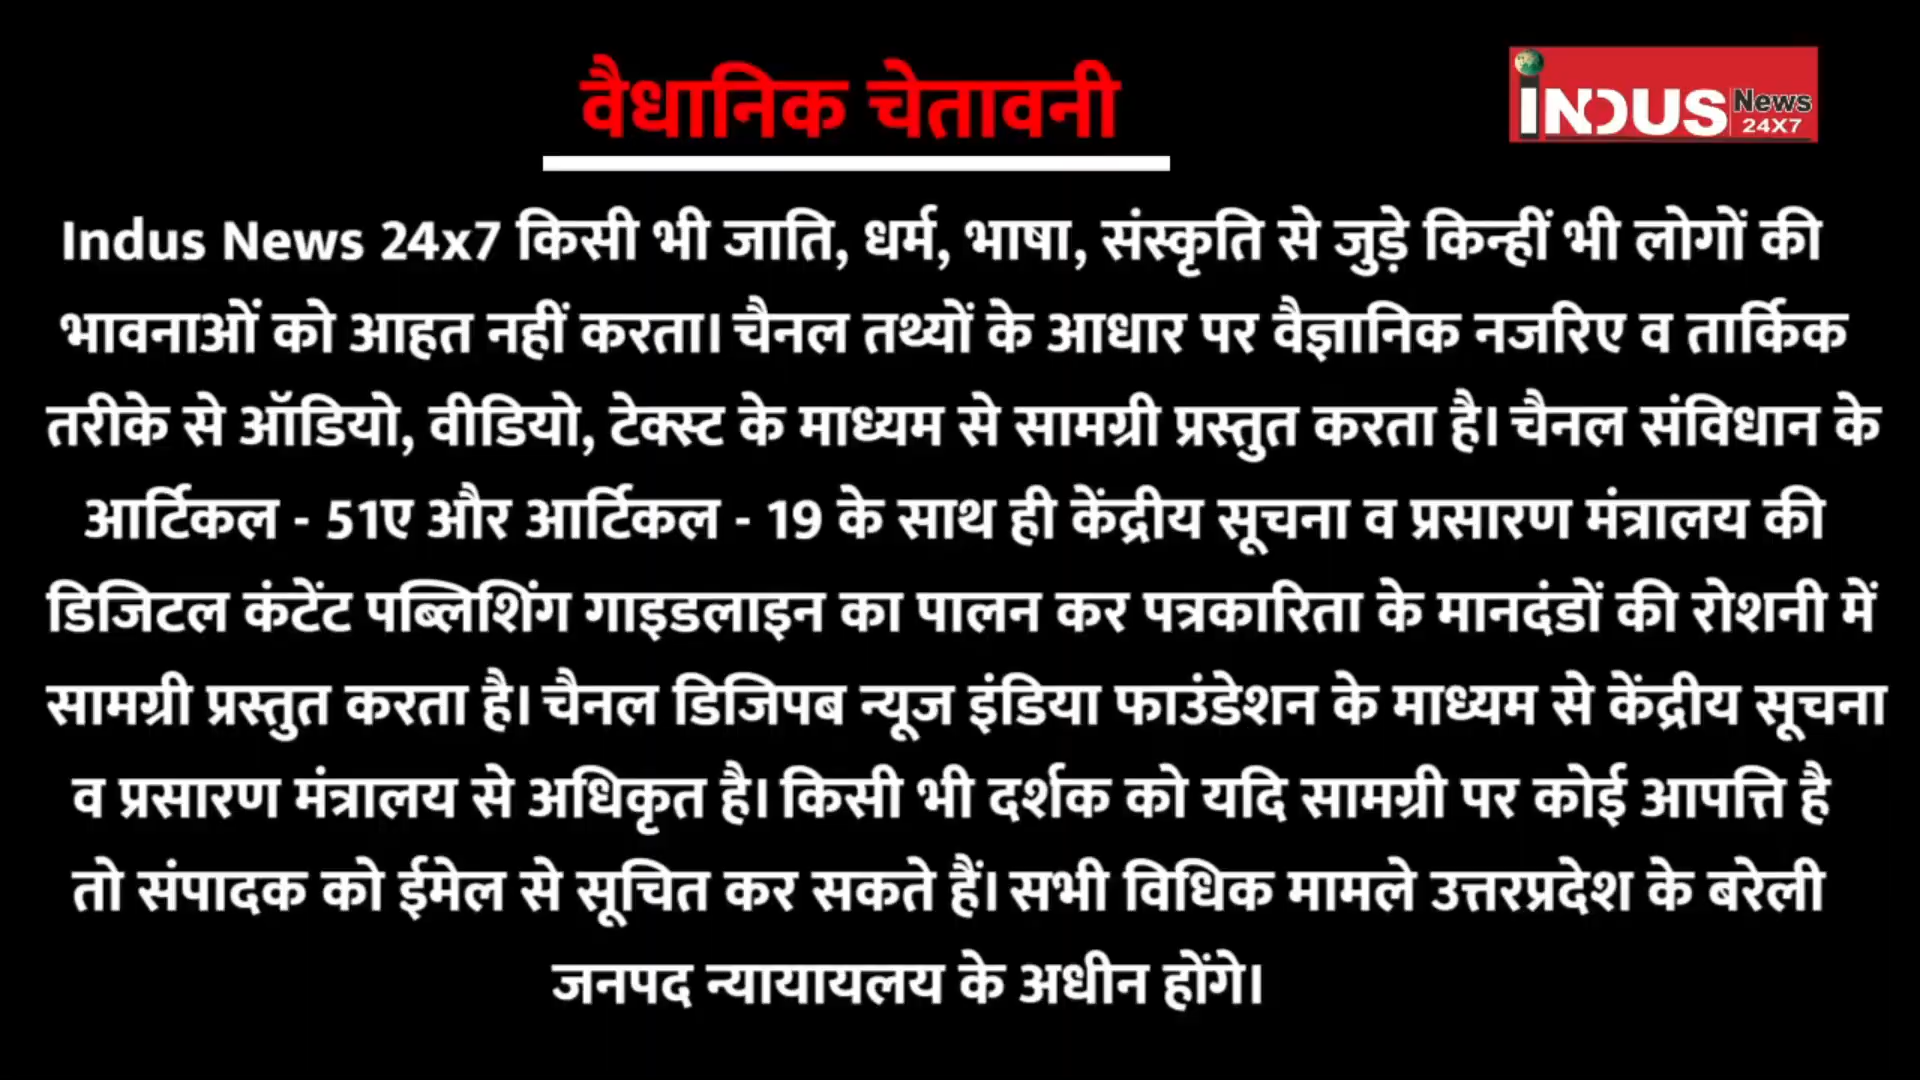 वैधानिक चेतावनी
INDUS News 24X7
Indus News 24x7 किसी भी जाति, धर्म, भाषा, संस्कृति से जुड़े किन्हीं भी लोगों की
भावनाओं को आहत नहीं करता। चैनल तथ्यों के आधार पर वैज्ञानिक नजरिए व तार्किक
तरीके से ऑडियो, वीडियो, टेक्स्ट के माध्यम से सामग्री प्रस्तुत करता है। चैनल संविधान के
आर्टिकल - 51ए और आर्टिकल - 19 के साथ ही केंद्रीय सूचना व प्रसारण मंत्रालय की
डिजिटल कंटेंट पब्लिशिंग गाइडलाइन का पालन कर पत्रकारिता के मानदंडों की रोशनी में
सामग्री प्रस्तुत करता है। चैनल डिजिपब न्यूज इंडिया फाउंडेशन के माध्यम से केंद्रीय सूचना
व प्रसारण मंत्रालय से अधिकृत है। किसी भी दर्शक को यदि सामग्री पर कोई आपत्ति है
तो संपादक को ईमेल से सूचित कर सकते हैं। सभी विधिक मामले उत्तरप्रदेश के बरेली
जनपद न्यायायलय के अधीन होंगे।